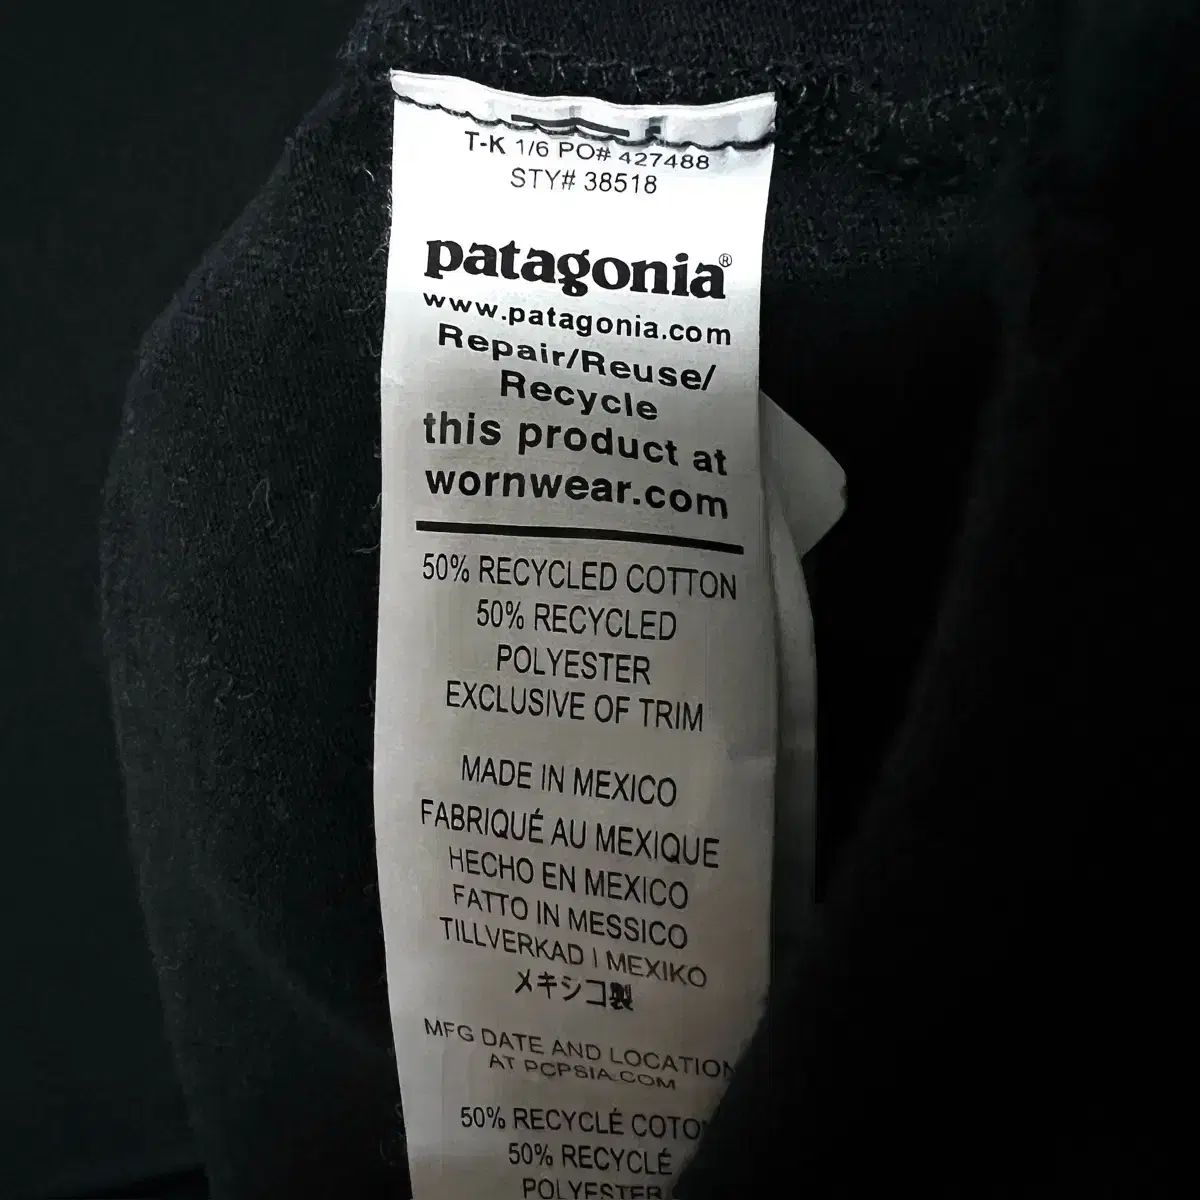 T-K 1/6 PO# 427488
STY# 38518
patagonia®
www.patagonia.com
Repair/Reuse/
Recycle
this product at
wornwear.com
50% RECYCLED COTTON
50% RECYCLED
POLYESTER
EXCLUSIVE OF TRIM
MADE IN MEXICO
FABRIQUÉ AU MEXIQUE
HECHO EN MEXICO
FATTO IN MESSICO
TILLVERKAD I MEXIKO
メキシコ製
MFG DATE AND LOCATION
AT PCPSIA.COM
50% RECYCLÉ COTO
50% RECYCLÉ
POLYESTER